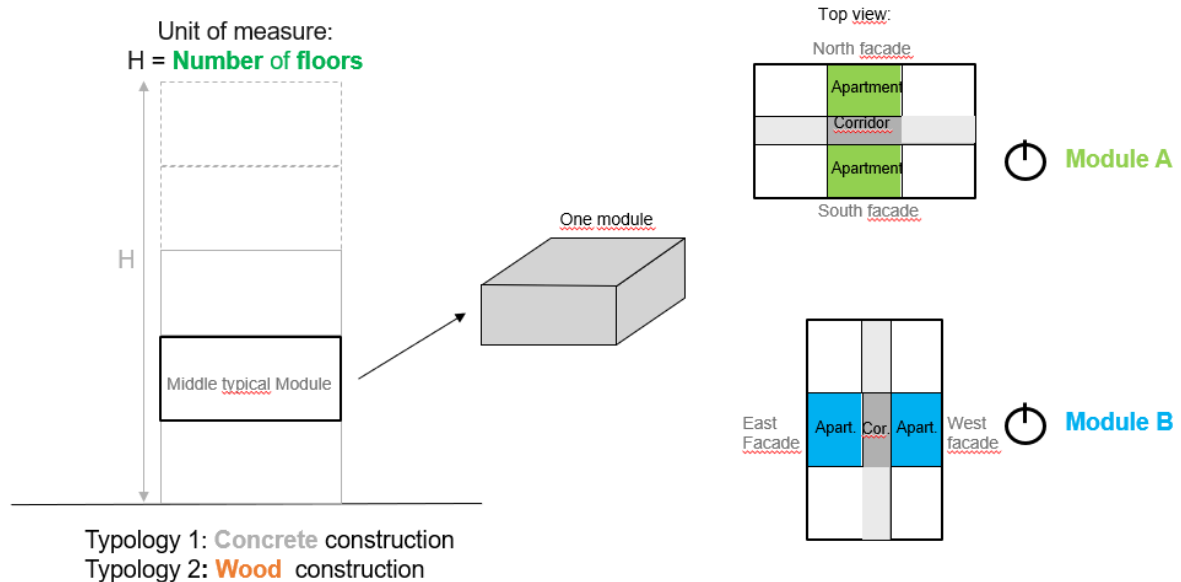 Unit of measure:
H = Number of floors
H
Middle typical Module
Typology 1: Concrete construction
Typology 2: Wood construction
One module
Top view:
North facade
Apartment
Corridor
Apartment
South facade
Module A
East
Facade
Apart.
Cor.
Apart.
West
facade
Module B